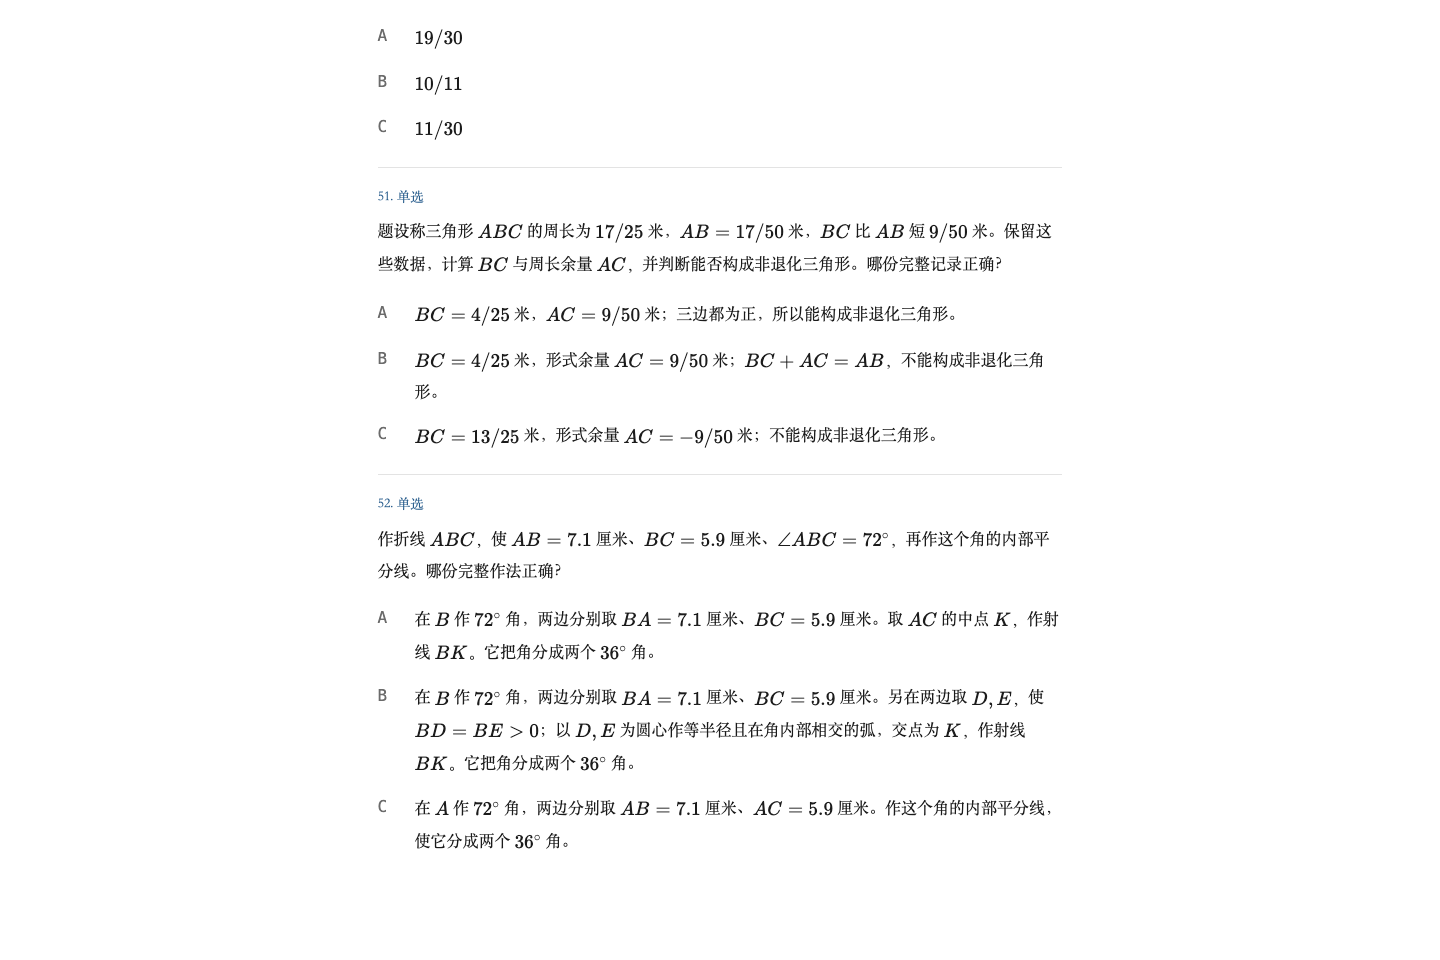 A 19/30
B 10/11
C 11/30
51. 单选
题设称三角形 ABC 的周长为 17/25 米，AB = 17/50 米，BC 比 AB 短 9/50 米。保留这
些数据，计算 BC 与周长余量 AC，并判断能否构成非退化三角形。哪份完整记录正确?
A BC = 4/25 米，AC = 9/50 米；三边都为正，所以能构成非退化三角形。
B BC = 4/25 米，形式余量 AC = 9/50 米；BC + AC = AB，不能构成非退化三角
形。
C BC = 13/25 米，形式余量 AC = −9/50 米；不能构成非退化三角形。
52. 单选
作折线 ABC，使 AB = 7.1 厘米、BC = 5.9 厘米、∠ABC = 72°，再作这个角的内部平
分线。哪份完整作法正确?
A 在 B 作 72° 角，两边分别取 BA = 7.1 厘米、BC = 5.9 厘米。取 AC 的中点 K，作射
线 BK。它把角分成两个 36° 角。
B 在 B 作 72° 角，两边分别取 BA = 7.1 厘米、BC = 5.9 厘米。另在两边取 D, E，使
BD = BE > 0；以 D, E 为圆心作等半径且在角内部相交的弧，交点为 K，作射线
BK。它把角分成两个 36° 角。
C 在 A 作 72° 角，两边分别取 AB = 7.1 厘米、AC = 5.9 厘米。作这个角的内部平分线，
使它分成两个 36° 角。